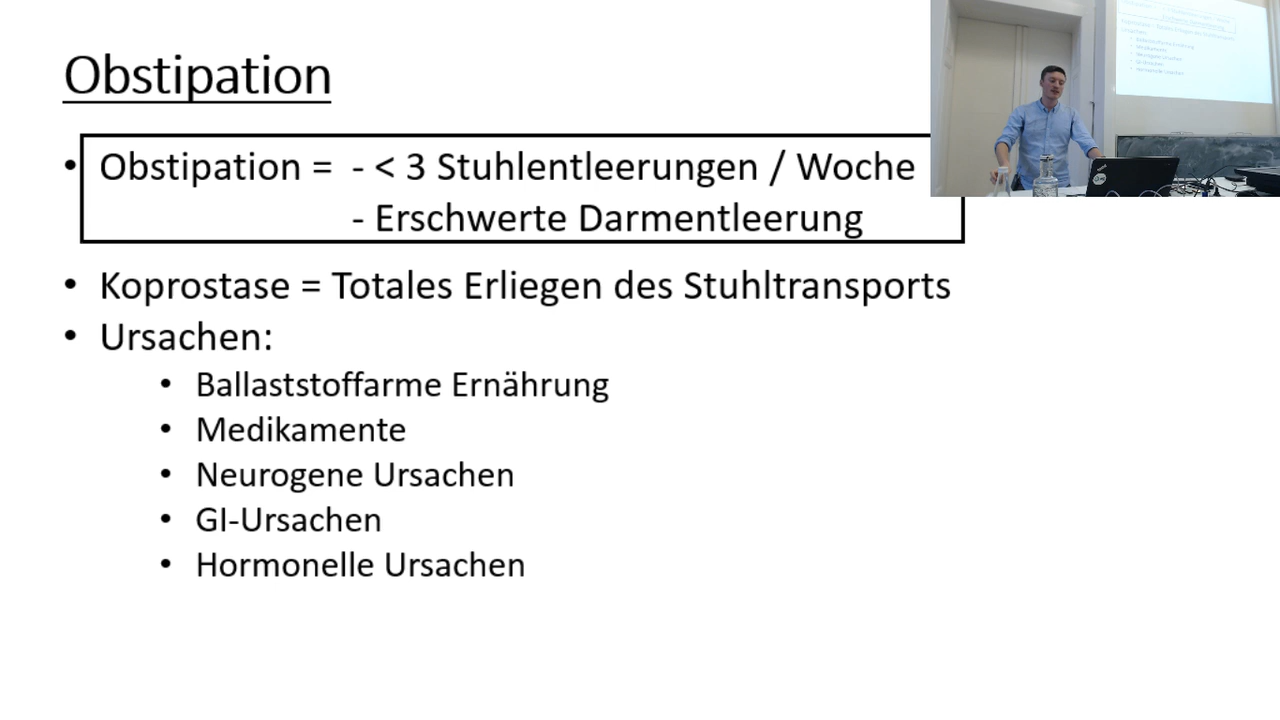 Obstipation
• Obstipation = - < 3 Stuhlentleerungen / Woche
- Erschwerte Darmentleerung
• Koprostase = Totales Erliegen des Stuhltransports
• Ursachen:
• Ballaststoffarme Ernährung
• Medikamente
• Neurogene Ursachen
• GI-Ursachen
• Hormonelle Ursachen